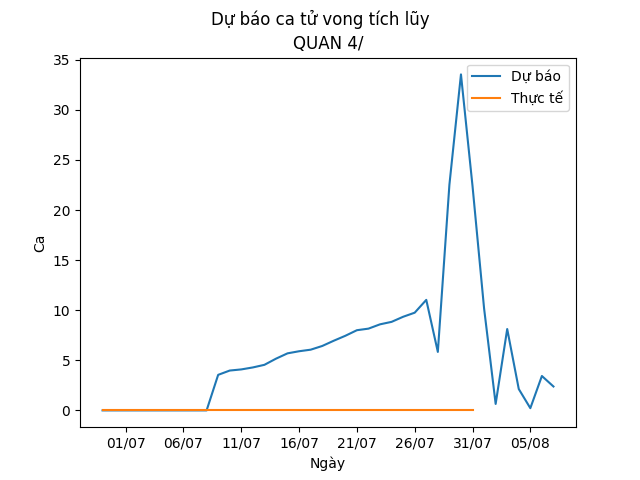 Dự báo ca tử vong tích lũy
QUAN 4/
35
30
25
20
15
10
5
0
Ca
Dự báo
Thực tế
01/07 06/07 11/07 16/07 21/07 26/07 31/07 05/08
Ngày